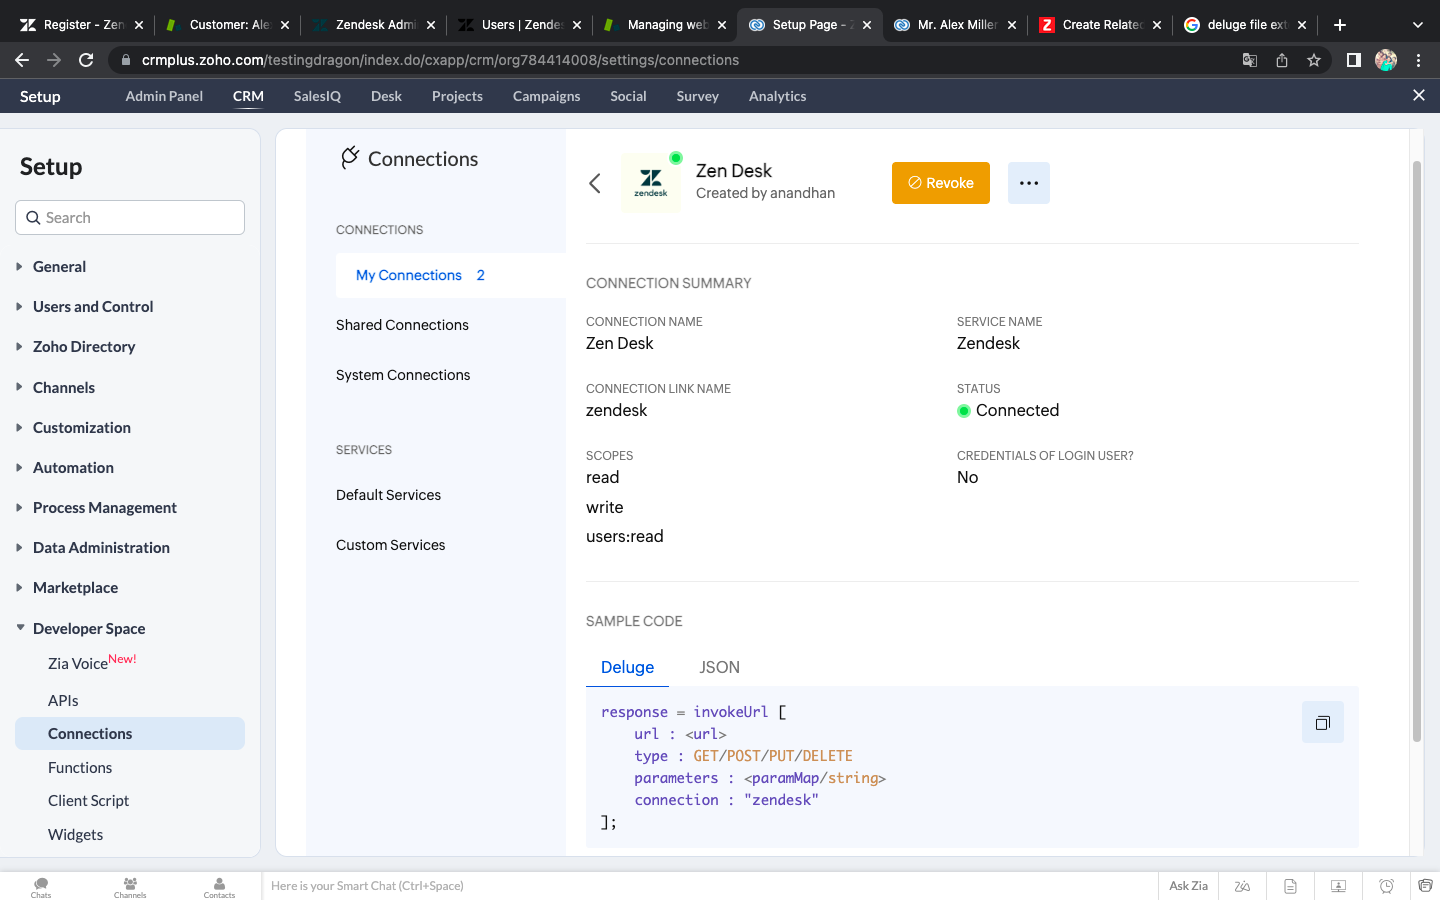 Register - Zen
Customer: Ale
Zendesk Admi
Users | Zendes
Managing web
Setup Page - Z
Mr. Alex Miller
Create Related
deluge file ext
crmplus.zoho.com/testingdragon/index.do/cxapp/crm/org784414008/settings/connections
Setup
Admin Panel
CRM
SalesIQ
Desk
Projects
Campaigns
Social
Survey
Analytics
Setup
Search
General
Users and Control
Zoho Directory
Channels
Customization
Automation
Process Management
Data Administration
Marketplace
Developer Space
Zia Voice New!
APIs
Connections
Functions
Client Script
Widgets
Connections
CONNECTIONS
My Connections 2
Shared Connections
System Connections
SERVICES
Default Services
Custom Services
zendesk
Zen Desk
Created by anandhan
Revoke
CONNECTION SUMMARY
CONNECTION NAME
Zen Desk
SERVICE NAME
Zendesk
CONNECTION LINK NAME
zendesk
STATUS
Connected
SCOPES
read
write
users:read
CREDENTIALS OF LOGIN USER?
No
SAMPLE CODE
Deluge
JSON
response = invokeUrl [
url : <url>
type : GET/POST/PUT/DELETE
parameters : <paramMap/string>
connection : "zendesk"
];
Chats
Channels
Contacts
Here is your Smart Chat (Ctrl+Space)
Ask Zia